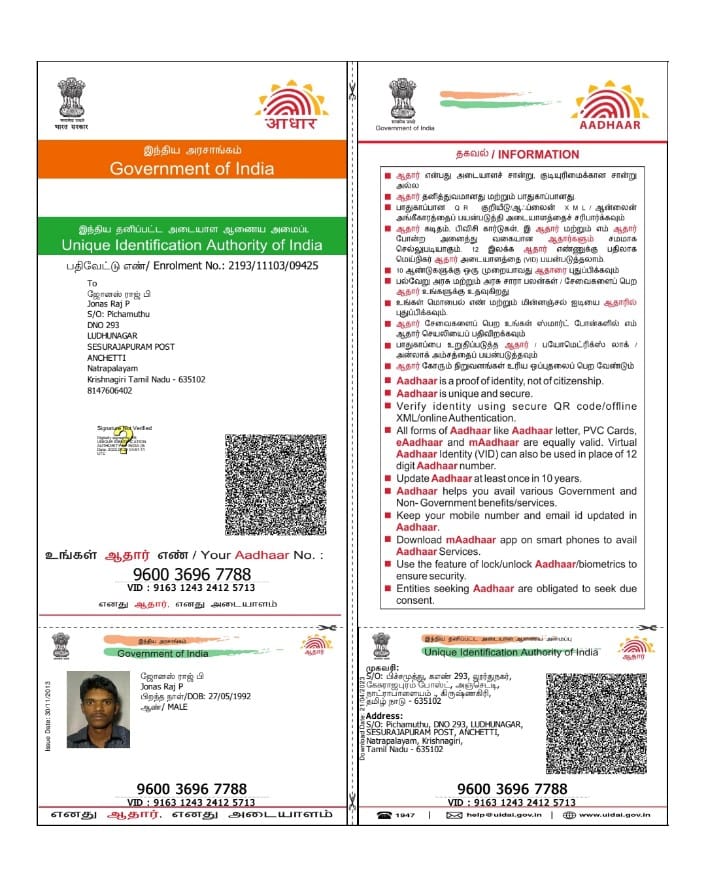 भारत सरकार
आधार
இந்திய அரசாங்கம்
Government of India
இந்திய தனிப்பட்ட அடையாள ஆணைய அமைப்பு
Unique Identification Authority of India
பதிவேட்டு எண்/ Enrolment No.: 2193/11103/09425
To
ஜோனஸ் ராஜ் பி
Jonas Raj P
S/O: Pichamuthu
DNO 293
LUDHUNAGAR
SESURAJAPURAM POST
ANCHETTI
Natrapalayam
Krishnagiri Tamil Nadu - 635102
8147606402
Signature Not Verified
உங்கள் ஆதார் எண் / Your Aadhaar No. :
9600 3696 7788
VID : 9163 1243 2412 5713
எனது ஆதார், எனது அடையாளம்
Government of India
AADHAAR
தகவல் / INFORMATION
ஆதார் என்பது அடையாளச் சான்று, குடியுரிமைக்கான சான்று
அல்ல
ஆதார் தனித்துவமானது மற்றும் பாதுகாப்பானது
பாதுகாப்பான QR குறியீடு/ஆஃப்லைன் XML / ஆன்லைன்
அங்கீகாரத்தைப் பயன்படுத்தி அடையாளத்தைச் சரிபார்க்கவும்
ஆதார் கடிதம், பிவிசி கார்டுகள், இ ஆதார் மற்றும் எம் ஆதார்
போன்ற அனைத்து வகையான ஆதார்களும் சமமாக
செல்லுபடியாகும். 12 இலக்க ஆதார் எண்ணுக்கு பதிலாக
மெய்நிகர் ஆதார் அடையாளத்தை (VID) பயன்படுத்தலாம்.
10 ஆண்டுகளுக்கு ஒரு முறையாவது ஆதாரை புதுப்பிக்கவும்
பல்வேறு அரசு மற்றும் அரசு சாரா பலன்கள் / சேவைகளைப் பெற
ஆதார் உங்களுக்கு உதவுகிறது
உங்கள் மொபைல் எண் மற்றும் மின்னஞ்சல் ஐடியை ஆதாரில்
புதுப்பிக்கவும்.
ஆதார் சேவைகளைப் பெற உங்கள் ஸ்மார்ட் போன்களில் எம்
ஆதார் செயலியைப் பதிவிறக்கவும்
பாதுகாப்பை உறுதிப்படுத்த ஆதார் / பயோமெட்ரிக்ஸ் லாக் /
அன்லாக் அம்சத்தைப் பயன்படுத்தவும்
ஆதார் கோரும் நிறுவனங்கள் உரிய ஒப்புதலைப் பெற வேண்டும்
Aadhaar is a proof of identity, not of citizenship.
Aadhaar is unique and secure.
Verify identity using secure QR code/offline
XML/online Authentication.
All forms of Aadhaar like Aadhaar letter, PVC Cards,
eAadhaar and mAadhaar are equally valid. Virtual
Aadhaar Identity (VID) can also be used in place of 12
digit Aadhaar number.
Update Aadhaar at least once in 10 years.
Aadhaar helps you avail various Government and
Non- Government benefits/services.
Keep your mobile number and email id updated in
Aadhaar.
Download mAadhaar app on smart phones to avail
Aadhaar Services.
Use the feature of lock/unlock Aadhaar/biometrics to
ensure security.
Entities seeking Aadhaar are obligated to seek due
consent.
இந்திய அரசாங்கம்
Government of India
ஆதார்
Issue Date: 30/11/2013
ஜோனஸ் ராஜ் பி
Jonas Raj P
பிறந்த நாள்/DOB: 27/05/1992
ஆண்/ MALE
9600 3696 7788
VID : 9163 1243 2412 5713
எனது ஆதார், எனது அடையாளம்
இந்திய தனிப்பட்ட அடையாள ஆணைய அமைப்பு
Unique Identification Authority of India
ஆதார்
Download Date: 21/04/2023
முகவரி:
S/O: பிச்சமுத்து, கஎண் 293, லூர்துநகர்,
சேசுராஜபுரம் போஸ்ட், அஞ்செட்டி,
நாட்ராபாளையம் , கிருஷ்ணகிரி,
தமிழ் நாடு - 635102
Address:
S/O: Pichamuthu, DNO 293, LUDHUNAGAR,
SESURAJAPURAM POST, ANCHETTI,
Natrapalayam, Krishnagiri,
Tamil Nadu - 635102
9600 3696 7788
VID : 9163 1243 2412 5713
1947 | help@uidai.gov.in | www.uidai.gov.in